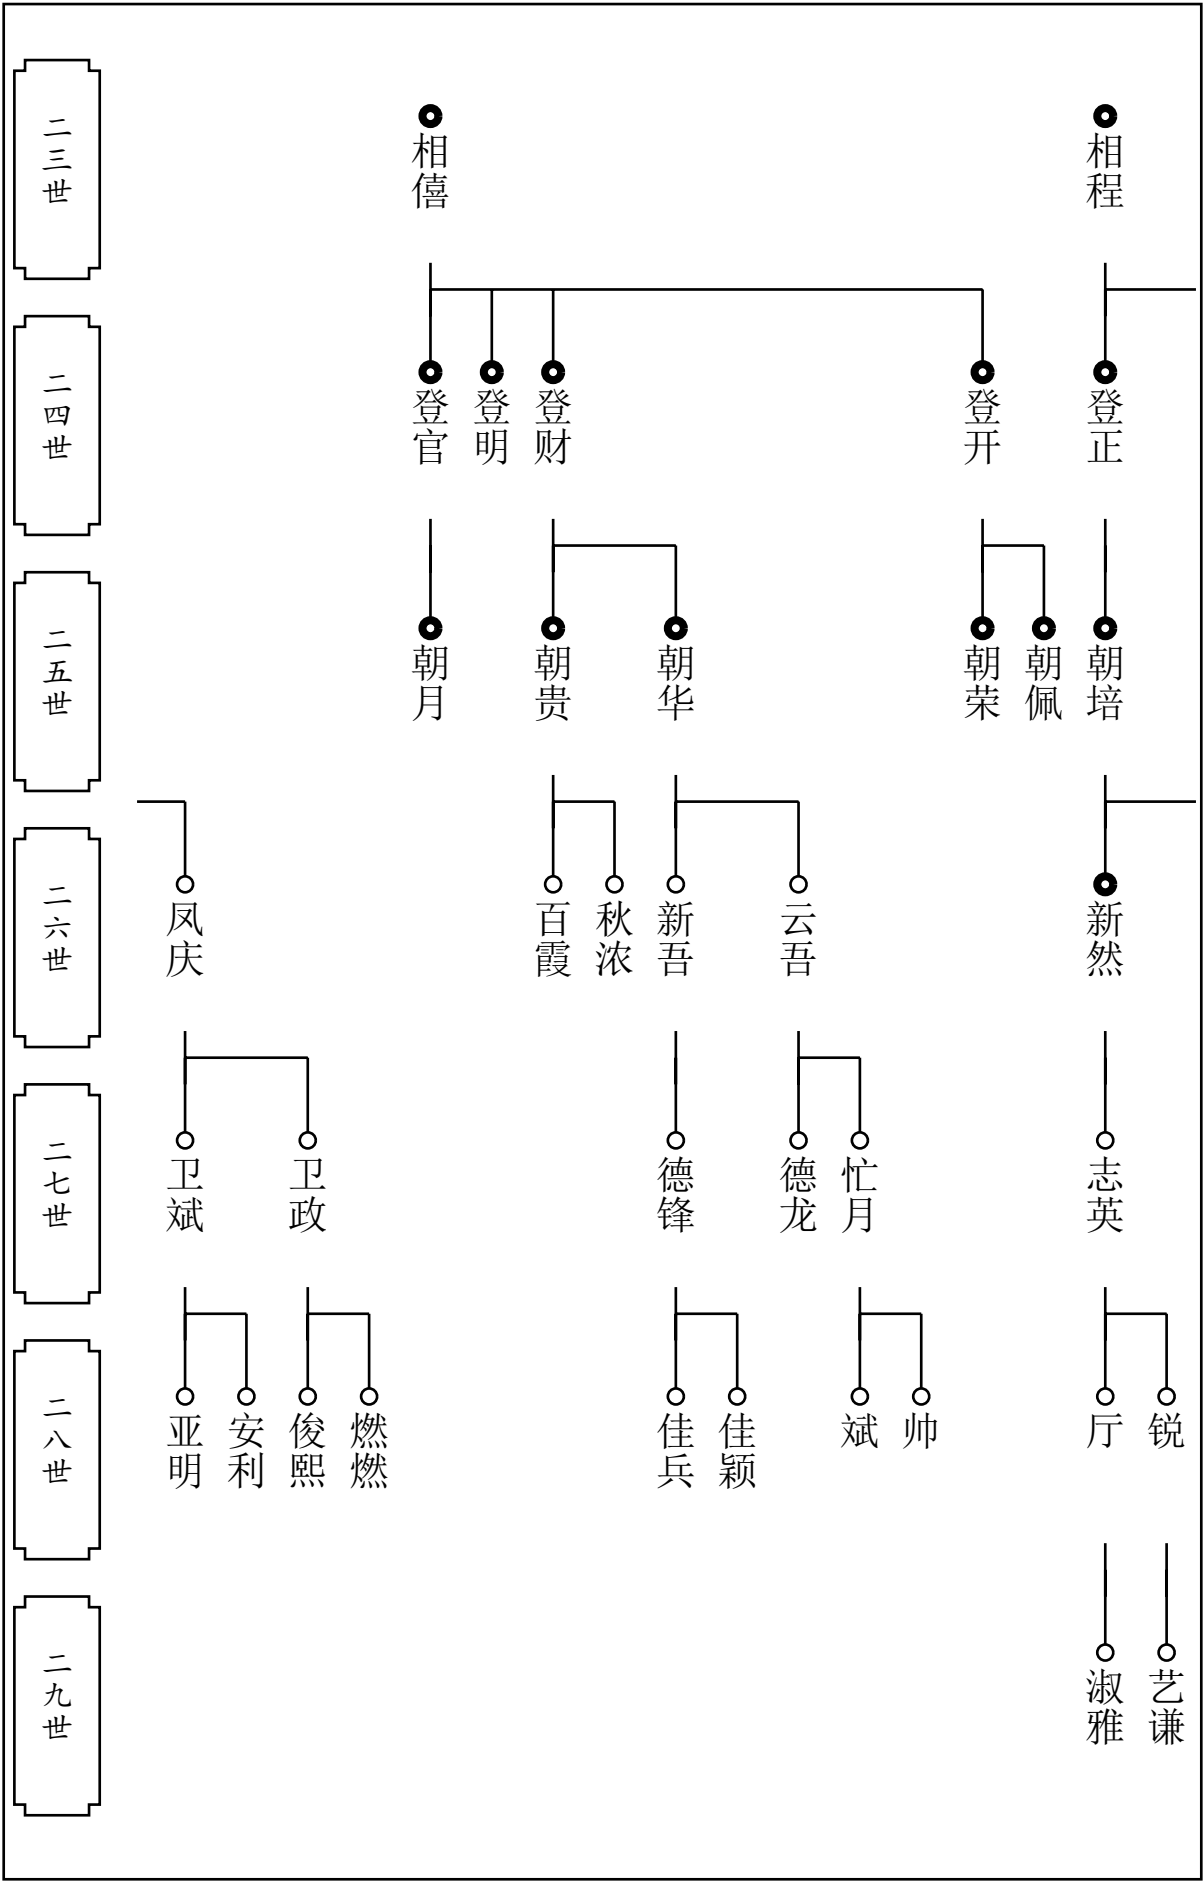 二三世
相程
相僖
二四世
登正
登开
登财
登明
登官
二五世
朝培
朝佩
朝荣
朝华
朝贵
朝月
二六世
新然
云吾
新吾
秋浓
百霞
凤庆
二七世
志英
忙月
德龙
德锋
卫政
卫斌
二八世
锐
厅
帅
斌
佳颖
佳兵
燃燃
俊熙
安利
亚明
二九世
艺谦
淑雅